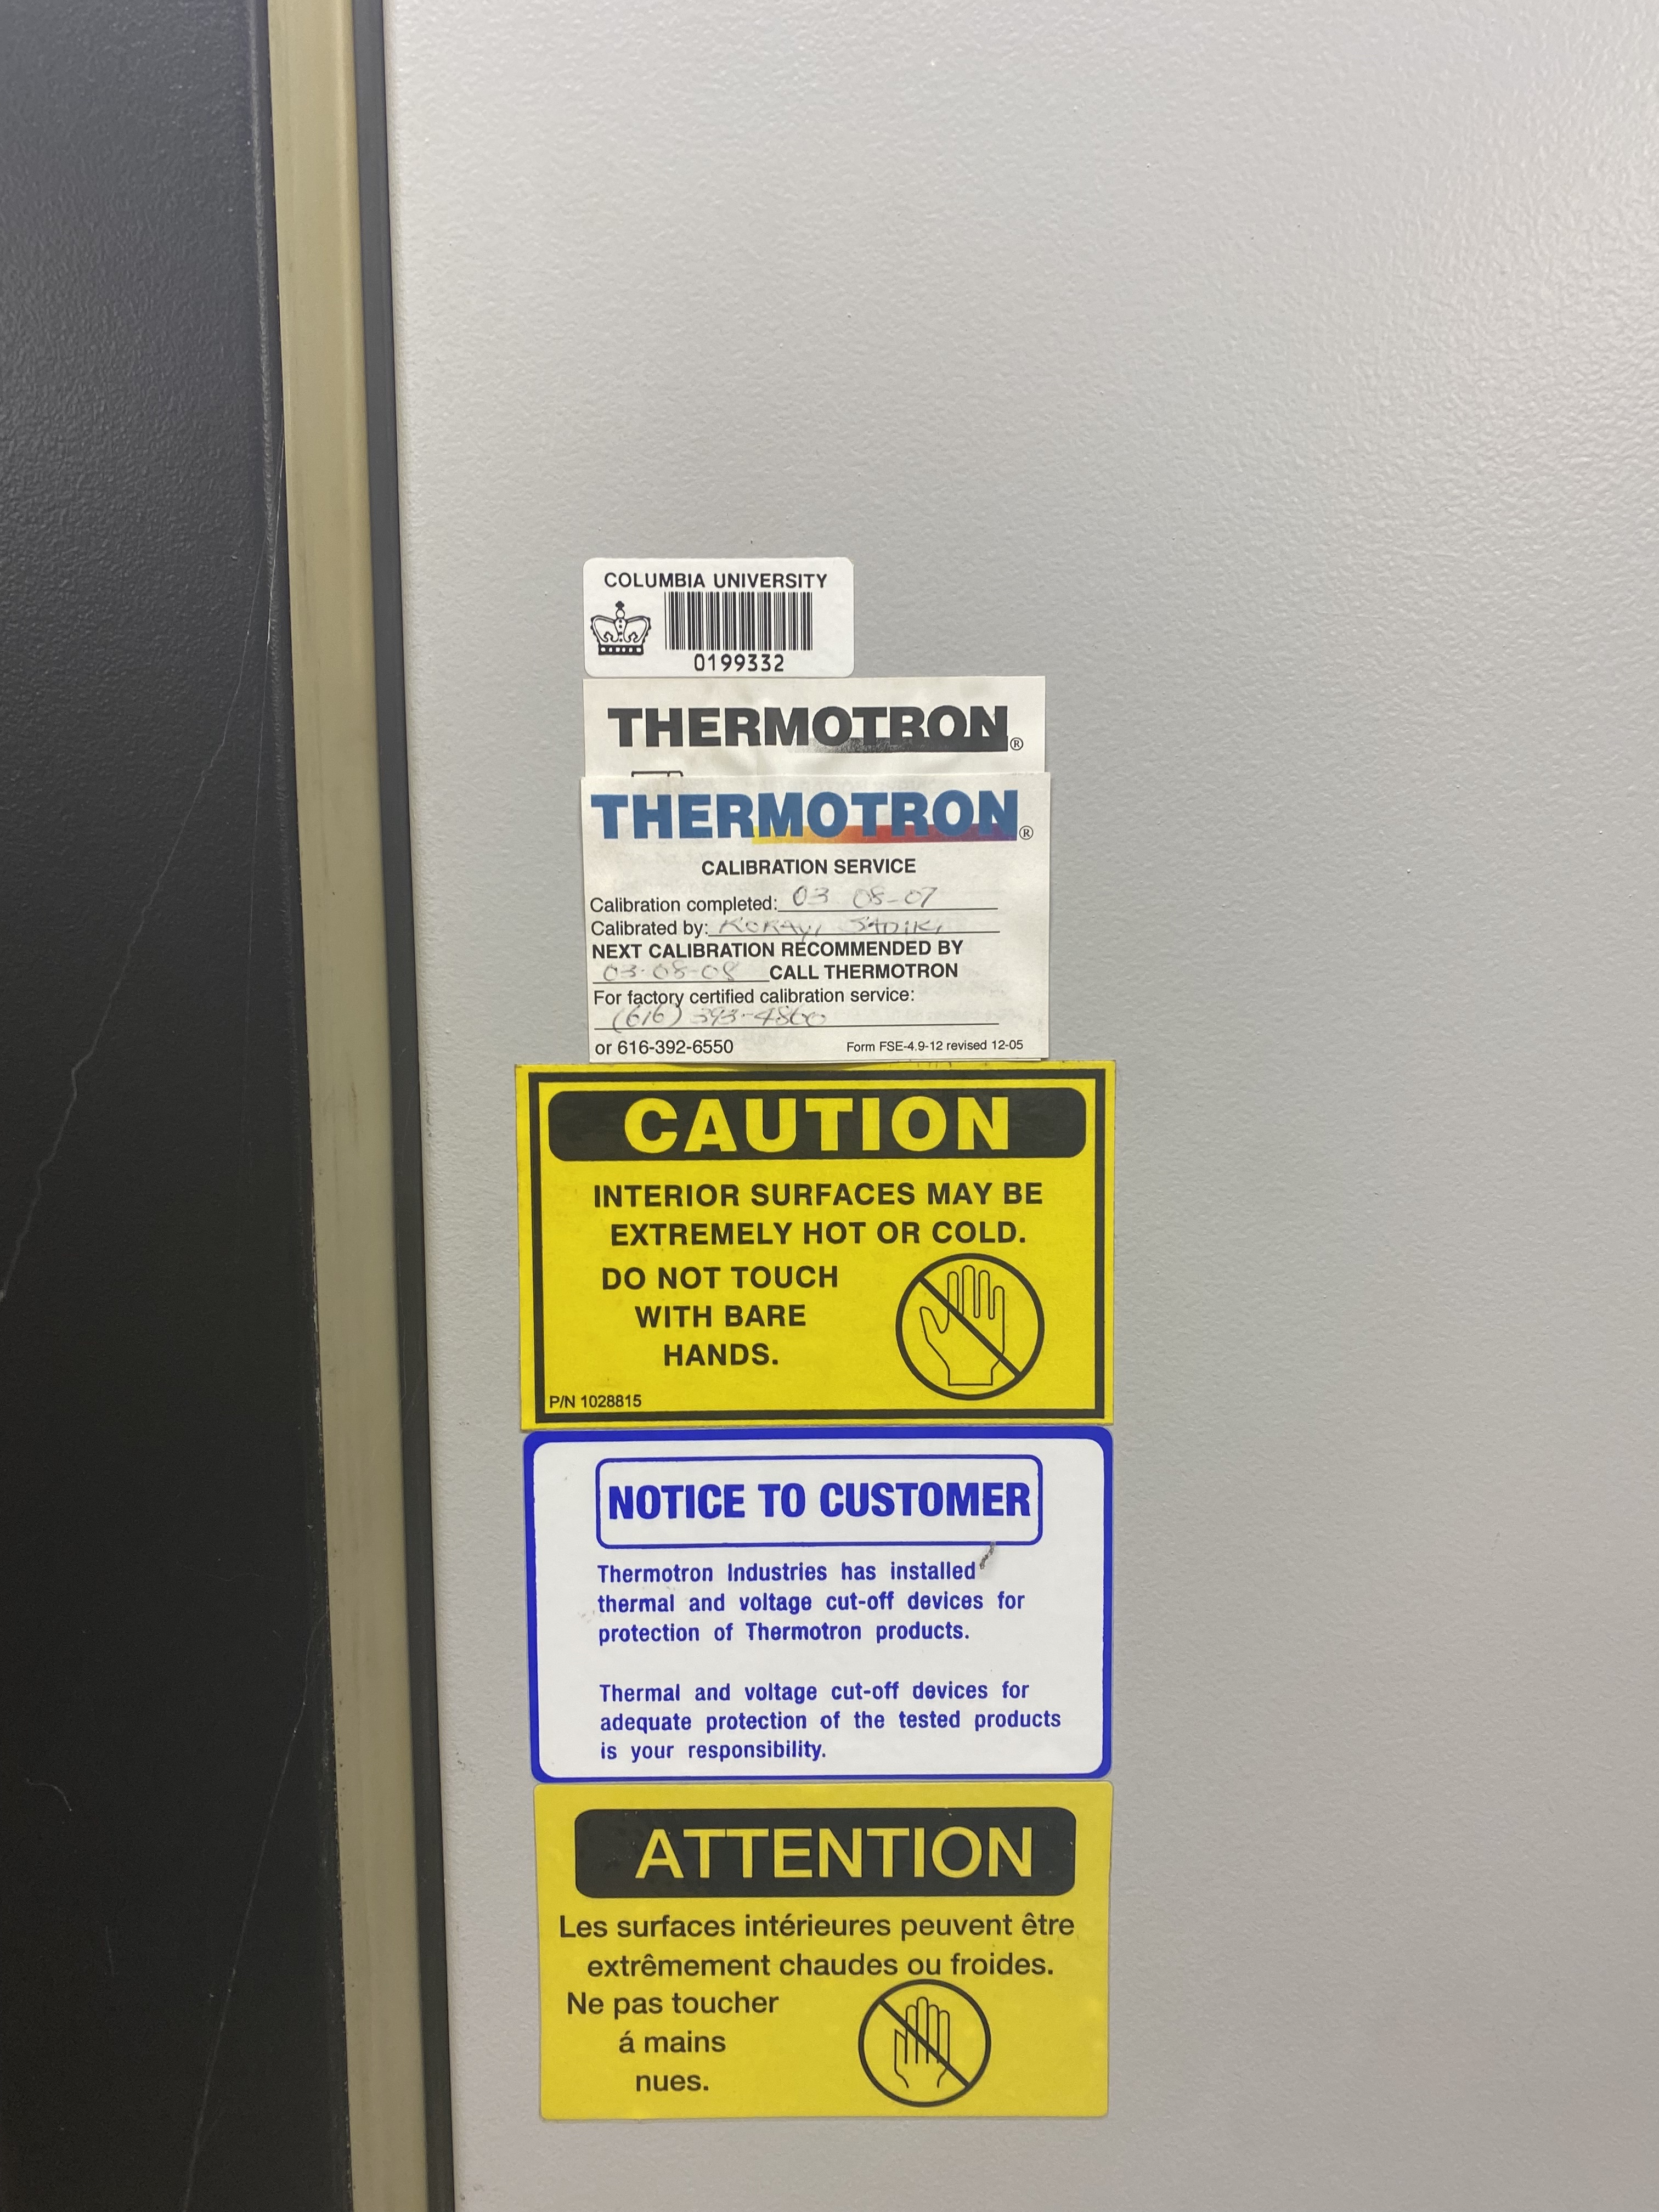 COLUMBIA UNIVERSITY
0199332
THERMOTRON®
THERMOTRON®
CALIBRATION SERVICE
Calibration completed: 03 08-07
Calibrated by:
NEXT CALIBRATION RECOMMENDED BY
03-08-08 CALL THERMOTRON
For factory certified calibration service:
(616) 393-4580
or 616-392-6550 Form FSE-4.9-12 revised 12-05
CAUTION
INTERIOR SURFACES MAY BE
EXTREMELY HOT OR COLD.
DO NOT TOUCH
WITH BARE
HANDS.
P/N 1028815
NOTICE TO CUSTOMER
Thermotron Industries has installed
thermal and voltage cut-off devices for
protection of Thermotron products.
Thermal and voltage cut-off devices for
adequate protection of the tested products
is your responsibility.
ATTENTION
Les surfaces intérieures peuvent être
extrêmement chaudes ou froides.
Ne pas toucher
á mains
nues.